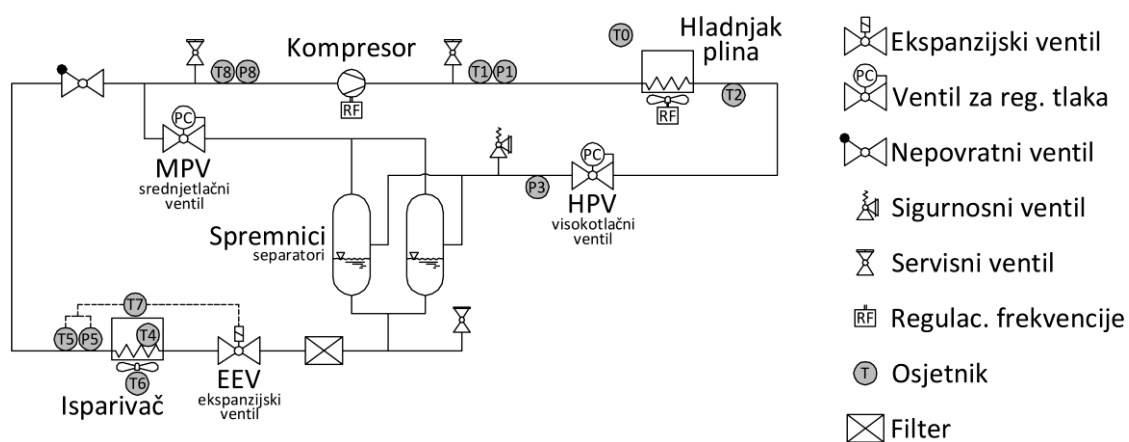 Kompresor
Hladnjak
plina
T0
T8 P8
T1 P1
T2
RF
RF
PC
MPV
srednjetlačni
ventil
PC
P3
HPV
visokotlačni
ventil
Spremnici
separatori
T7
T5 P5
T4
T6
Isparivač
EEV
ekspanzijski
ventil
Ekspanzijski ventil
PC Ventil za reg. tlaka
Nepovratni ventil
Sigurnosni ventil
Servisni ventil
RF Regulac. frekvencije
T Osjetnik
Filter